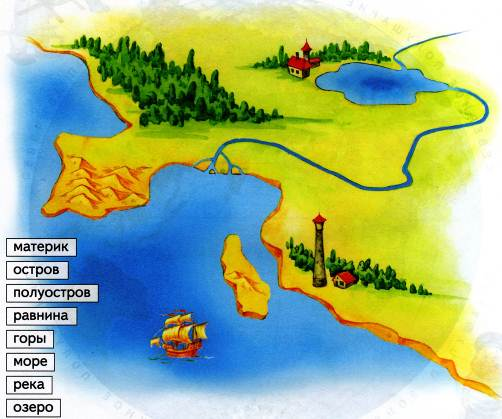 материк
остров
полуостров
равнина
горы
море
река
озеро